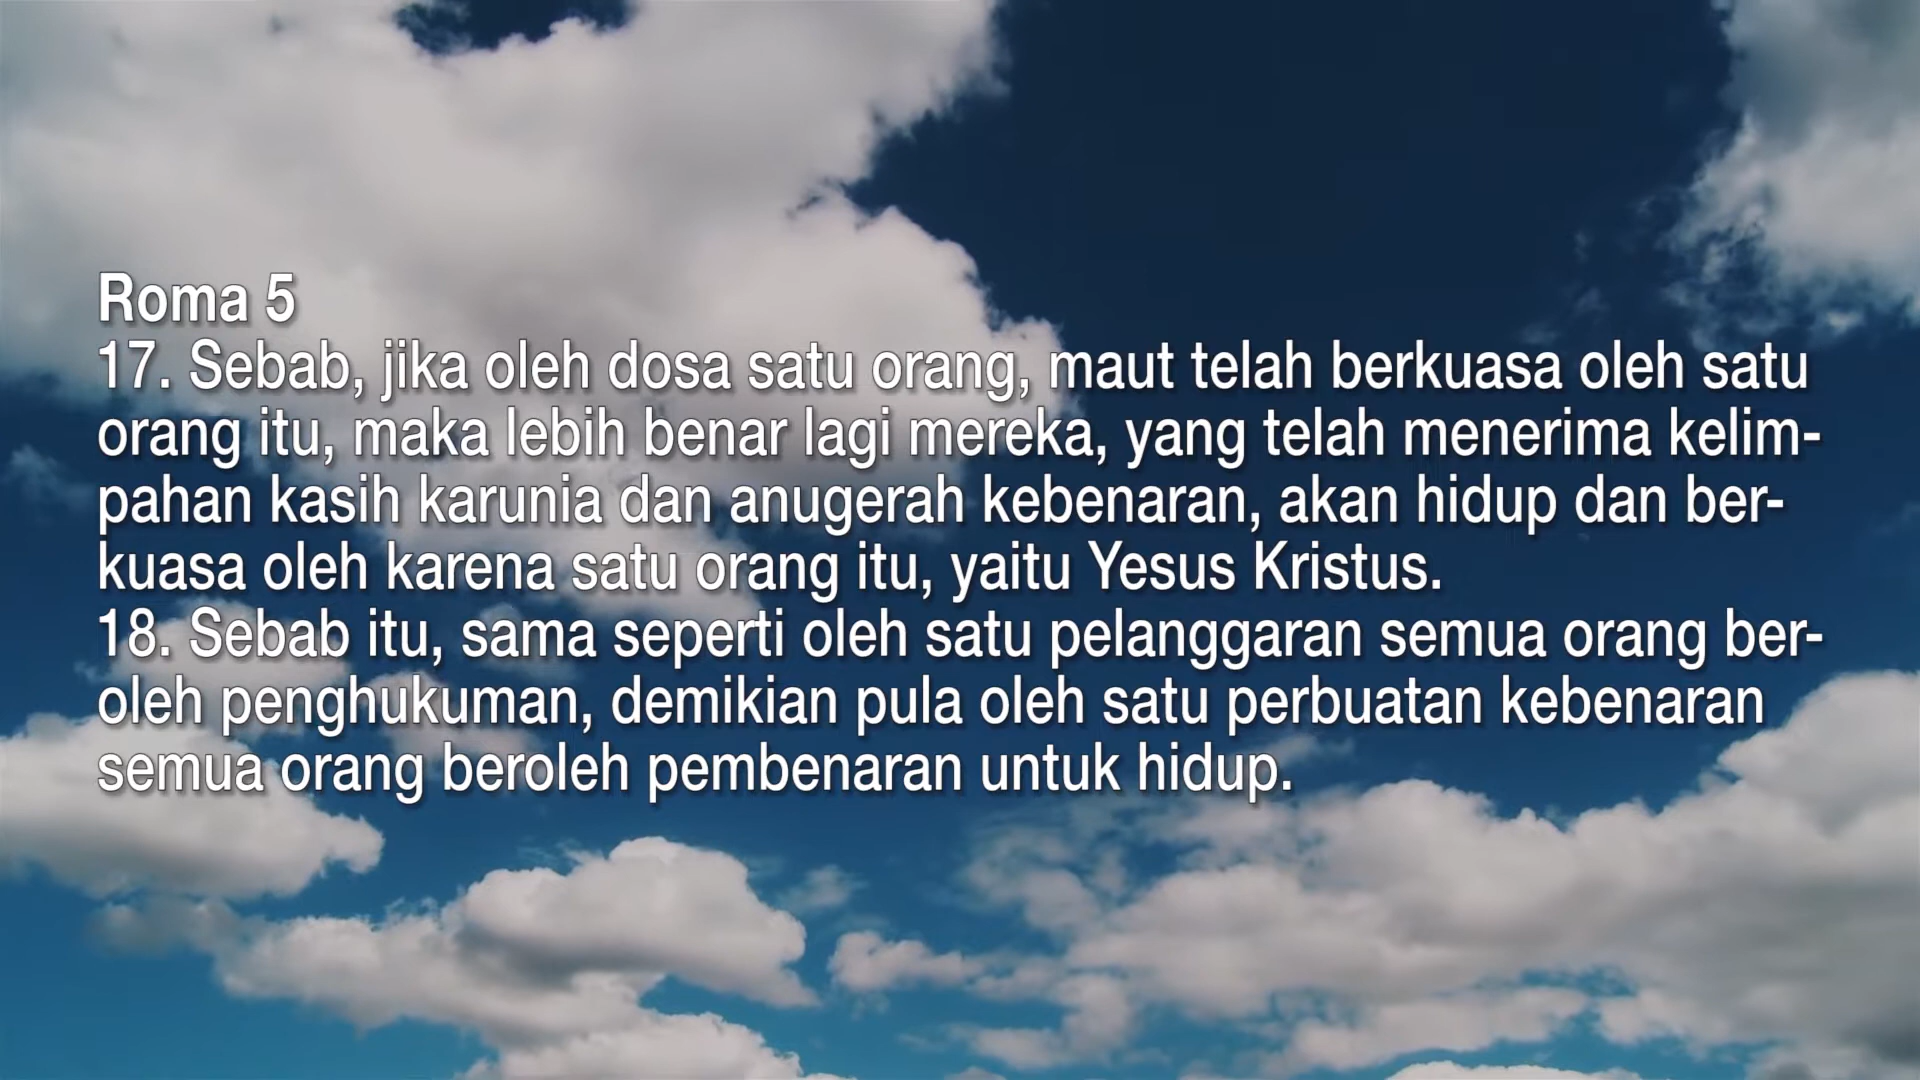 Roma 5
17. Sebab, jika oleh dosa satu orang, maut telah berkuasa oleh satu
orang itu, maka lebih benar lagi mereka, yang telah menerima kelim-
pahan kasih karunia dan anugerah kebenaran, akan hidup dan ber-
kuasa oleh karena satu orang itu, yaitu Yesus Kristus.
18. Sebab itu, sama seperti oleh satu pelanggaran semua orang ber-
oleh penghukuman, demikian pula oleh satu perbuatan kebenaran
semua orang beroleh pembenaran untuk hidup.